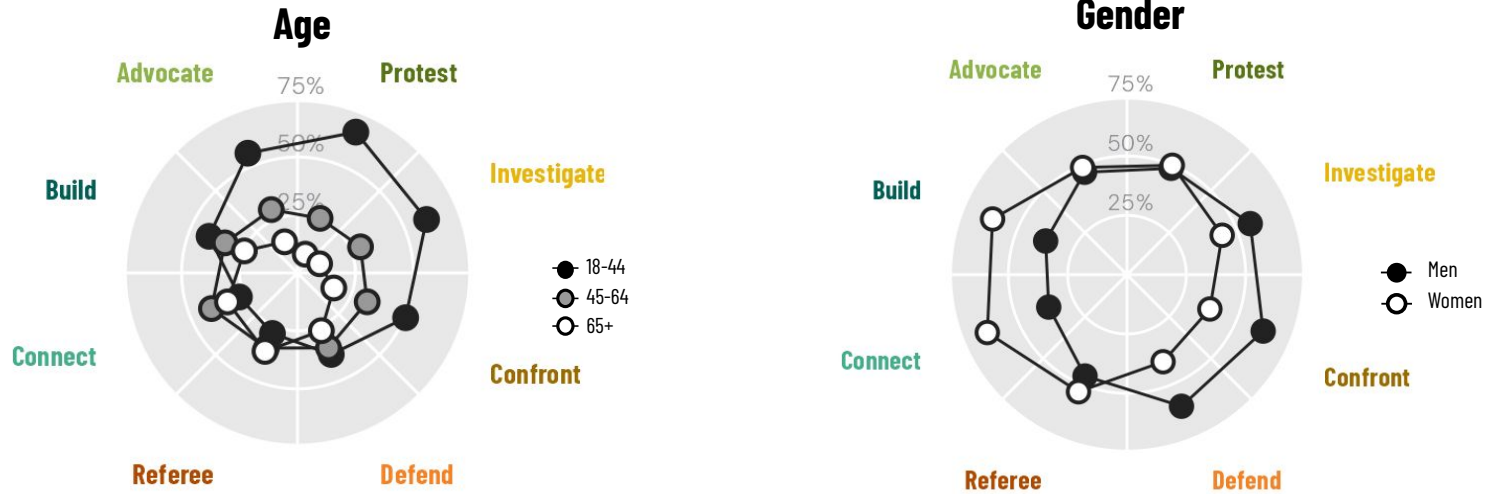 Age
Advocate
Protest
75%
50%
25%
Build
Investigate
18-44
45-64
65+
Connect
Confront
Referee
Defend
Gender
Advocate
Protest
75%
50%
25%
Build
Investigate
Men
Women
Connect
Confront
Referee
Defend